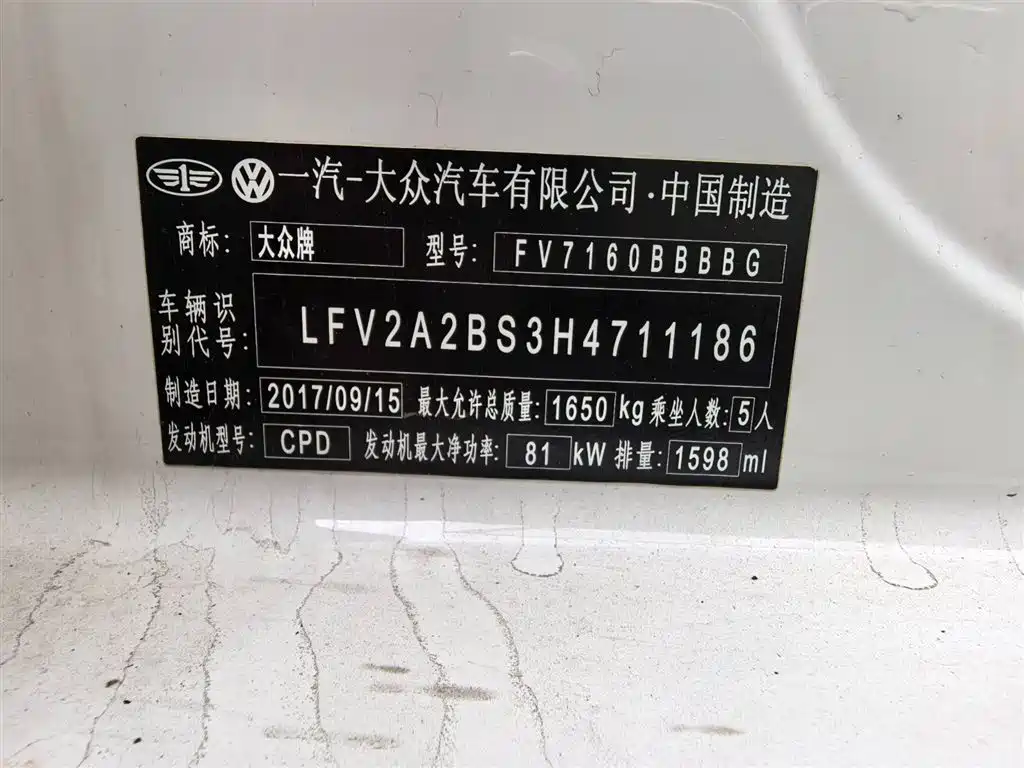 一汽-大众汽车有限公司·中国制造
商标: 大众牌 型号: FV7160BBBBG
车辆识别代号: LFV2A2BS3H4711186
制造日期: 2017/09/15 最大允许总质量: 1650 kg 乘坐人数: 5 人
发动机型号: CPD 发动机最大净功率: 81 kW 排量: 1598 ml